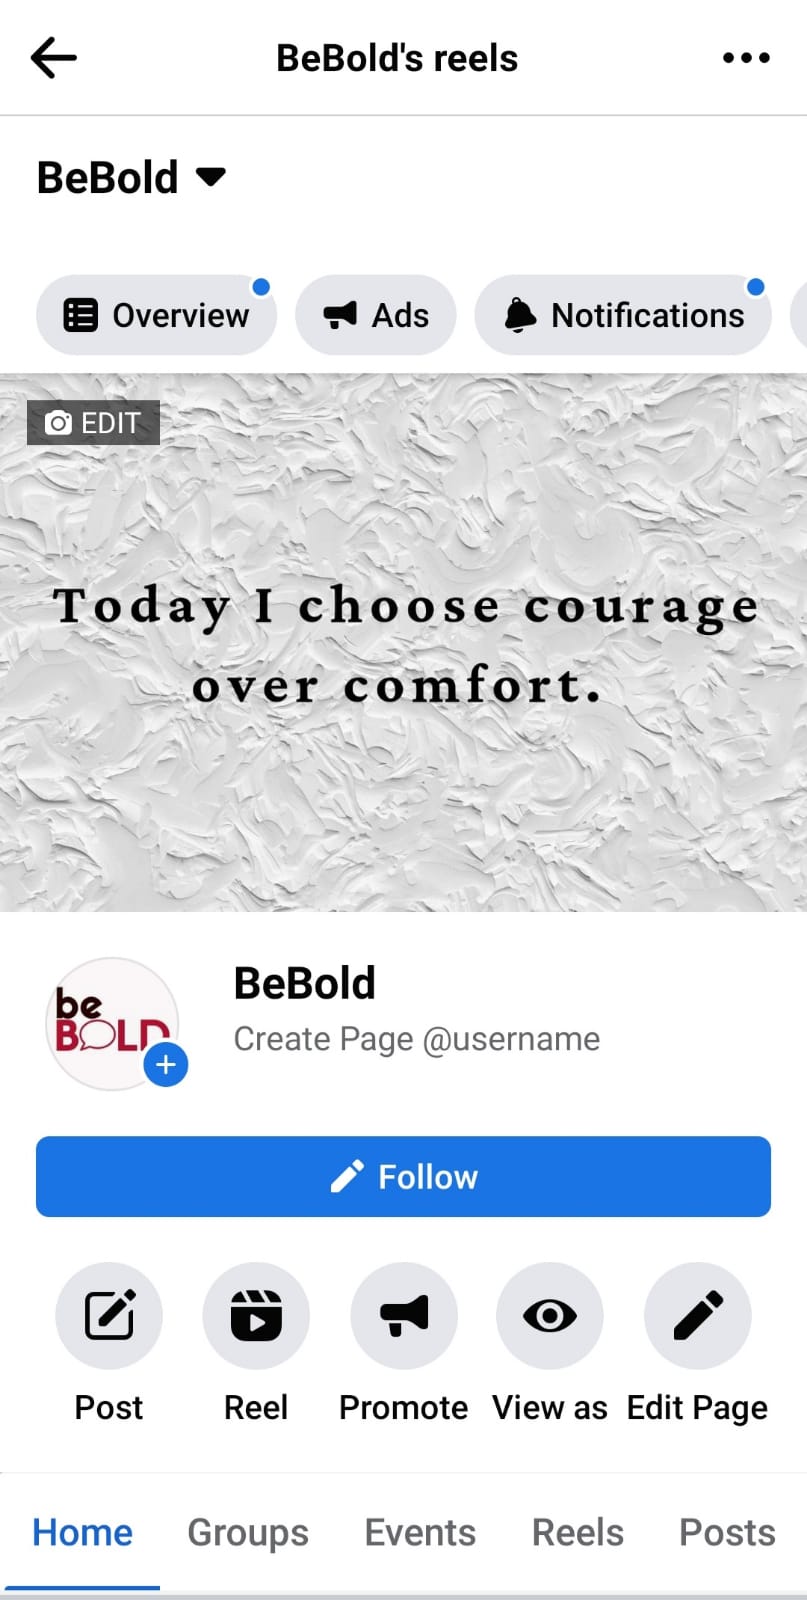 BeBold's reels
BeBold
Overview Ads Notifications
EDIT
Today I choose courage
over comfort.
be
BOLD
BeBold
Create Page @username
Follow
Post Reel Promote View as Edit Page
Home Groups Events Reels Posts